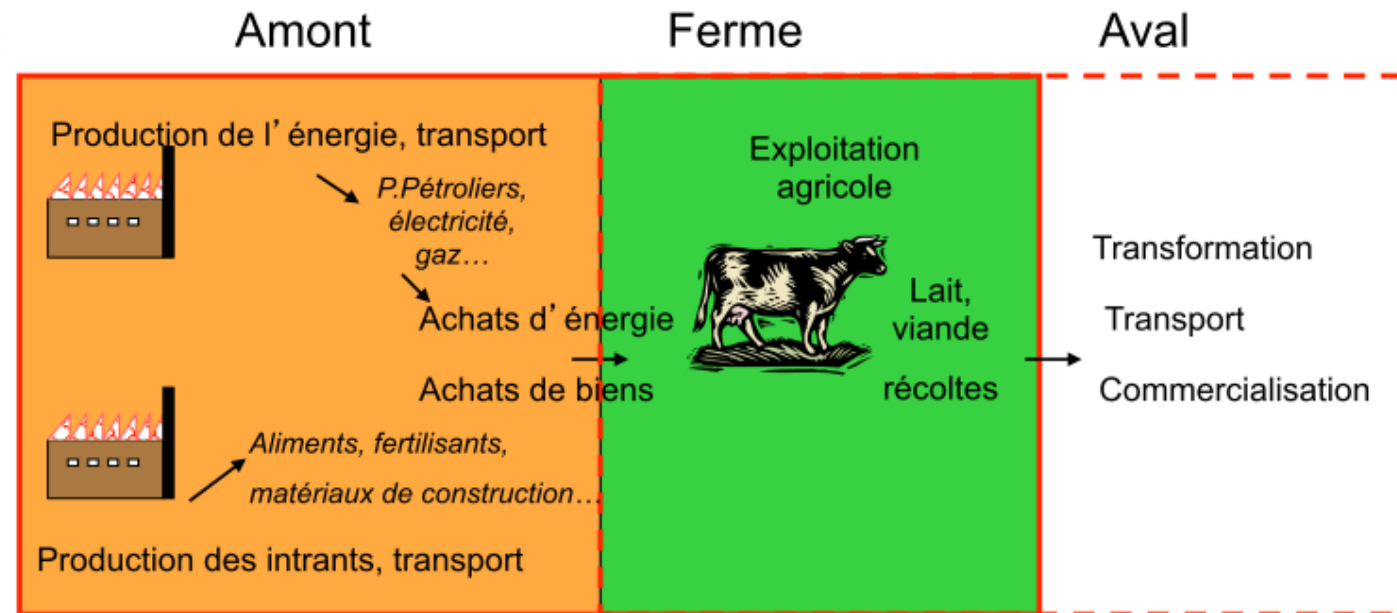 Amont
Ferme
Aval
Production de l’énergie, transport
P.Pétroliers,
électricité,
gaz…
Achats d’énergie
Achats de biens
Aliments, fertilisants,
matériaux de construction…
Production des intrants, transport
Exploitation
agricole
Lait,
viande
récoltes
Transformation
Transport
Commercialisation